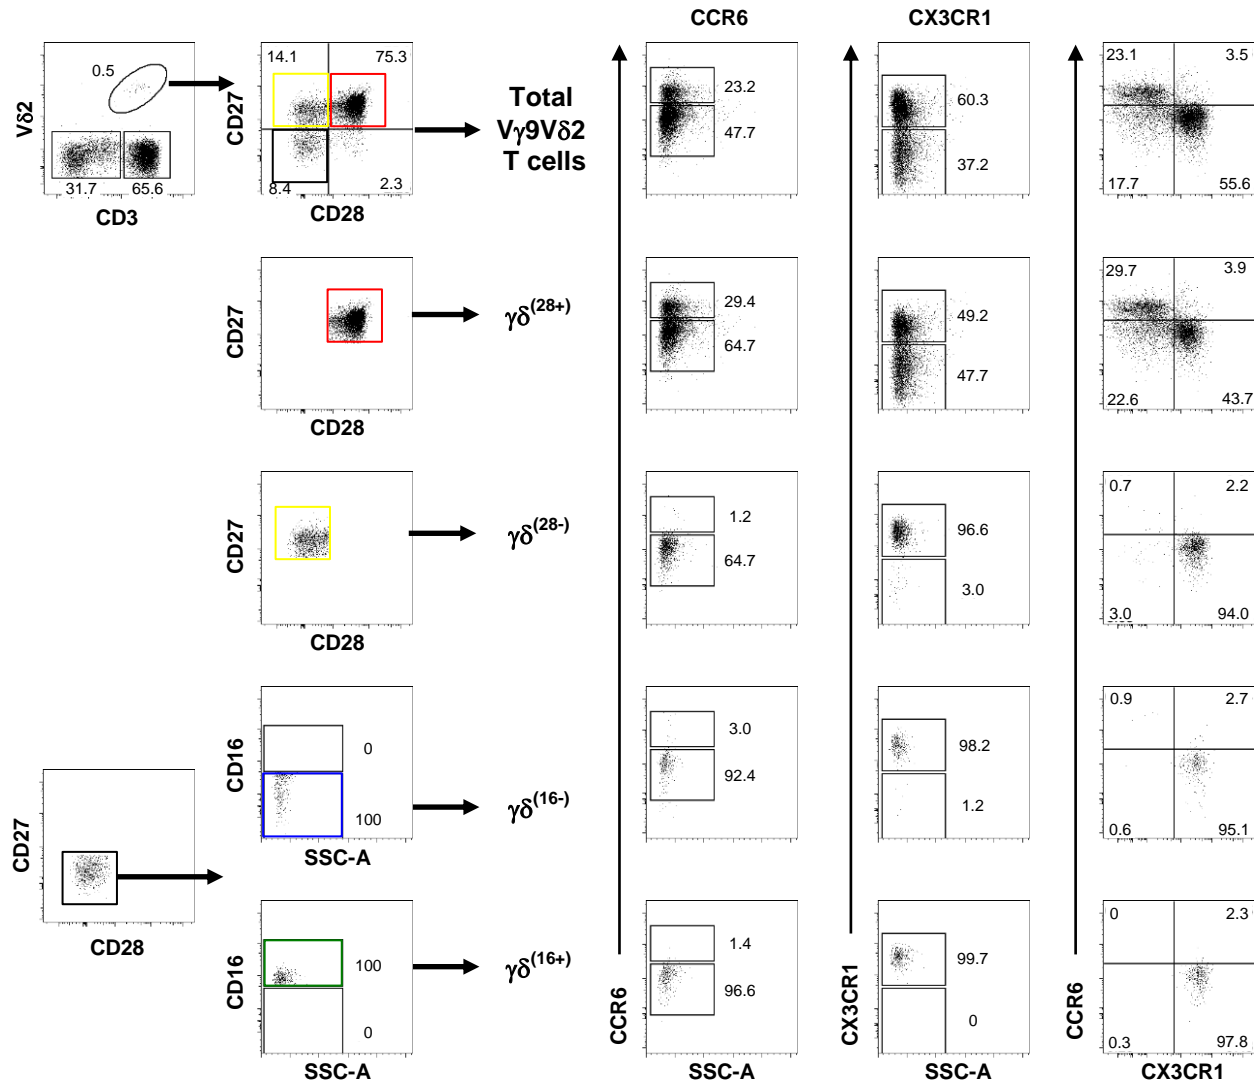 CCR6
CX3CR1
Vδ2
0.5
31.7
65.6
CD3
CD27
14.1
75.3
8.4
2.3
CD28
Total
Vγ9Vδ2
T cells
23.2
47.7
60.3
37.2
23.1
3.5
17.7
55.6
CD27
CD28
γδ(28+)
29.4
64.7
49.2
47.7
29.7
3.9
22.6
43.7
CD27
CD28
γδ(28-)
1.2
64.7
96.6
3.0
0.7
2.2
3.0
94.0
CD16
0
100
SSC-A
γδ(16-)
3.0
92.4
98.2
1.2
0.9
2.7
0.6
95.1
CD27
CD28
CD16
100
0
SSC-A
γδ(16+)
CCR6
1.4
96.6
SSC-A
CX3CR1
99.7
0
SSC-A
CCR6
0
2.3
0.3
97.8
CX3CR1